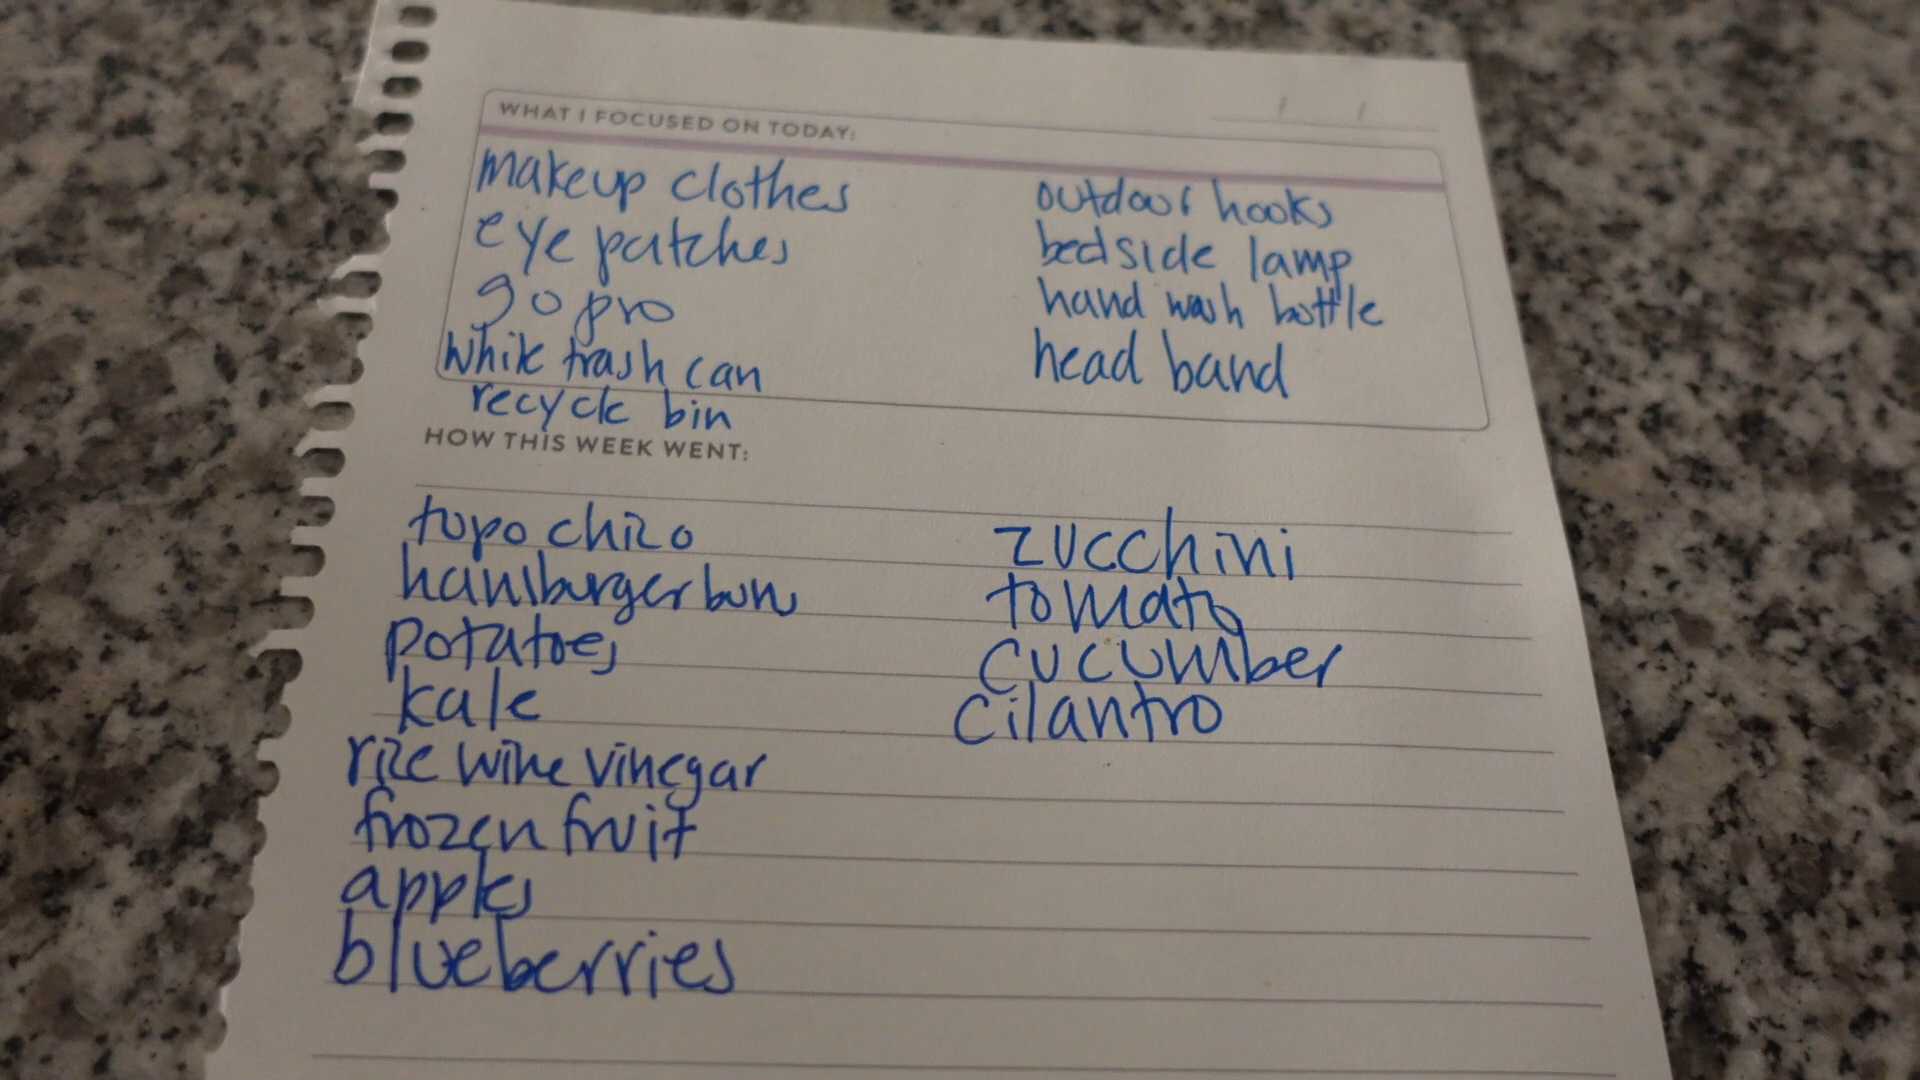 WHAT I FOCUSED ON TODAY:
makeup clothes
eye patches
go pro
white trash can
recycle bin
outdoor hooks
bedside lamp
hand wash bottle
head band
HOW THIS WEEK WENT:
topo chico
hamburger buns
potatoes
kale
rice wine vinegar
frozen fruit
apples
blueberries
zucchini
tomato
cucumber
cilantro